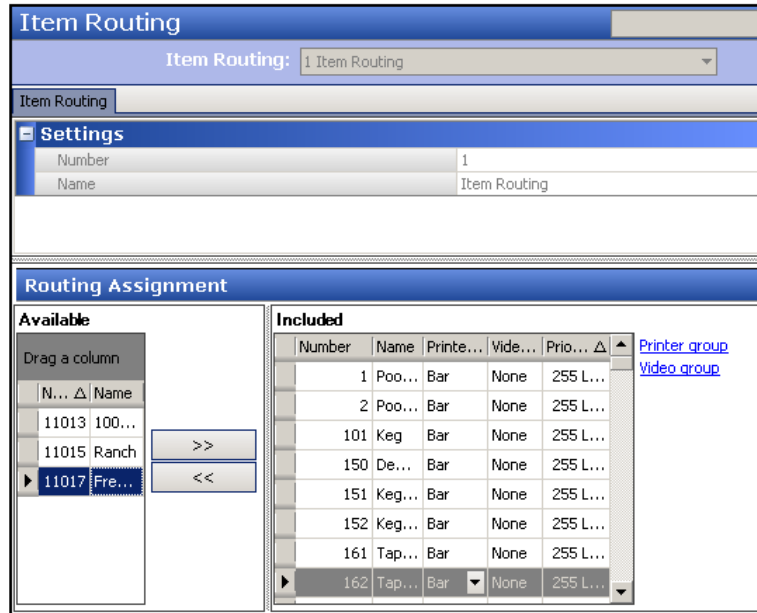 Item Routing
Item Routing: 1 Item Routing
Item Routing
Settings
Number 1
Name Item Routing
Routing Assignment
Available
Drag a column
N... Name
11013 100...
11015 Ranch
11017 Fre...
>>
<<
Included
Number Name Printe... Vide... Prio...
1 Poo... Bar None 255 L...
2 Poo... Bar None 255 L...
101 Keg Bar None 255 L...
150 De... Bar None 255 L...
151 Keg... Bar None 255 L...
152 Keg... Bar None 255 L...
161 Tap... Bar None 255 L...
162 Tap... Bar None 255 L...
Printer group
Video group